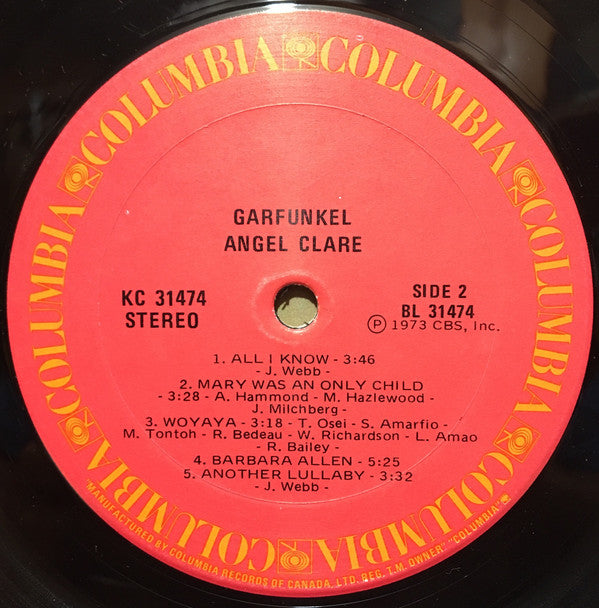 COLUMBIA COLUMBIA COLUMBIA COLUMBIA COLUMBIA COLUMBIA
GARFUNKEL
ANGEL CLARE
KC 31474
STEREO
SIDE 2
BL 31474
Ⓟ 1973 CBS, Inc.
1. ALL I KNOW - 3:46
- J. Webb -
2. MARY WAS AN ONLY CHILD
- 3:28 - A. Hammond - M. Hazlewood -
J. Milchberg -
3. WOYAYA - 3:18 - T. Osei - S. Amarfio -
M. Tontoh - R. Bedeau - W. Richardson - L. Amao -
R. Bailey -
4. BARBARA ALLEN - 5:25
5. ANOTHER LULLABY - 3:32
- J. Webb -
"MANUFACTURED BY COLUMBIA RECORDS OF CANADA, LTD. REG. T.M. OWNER" "COLUMBIA"